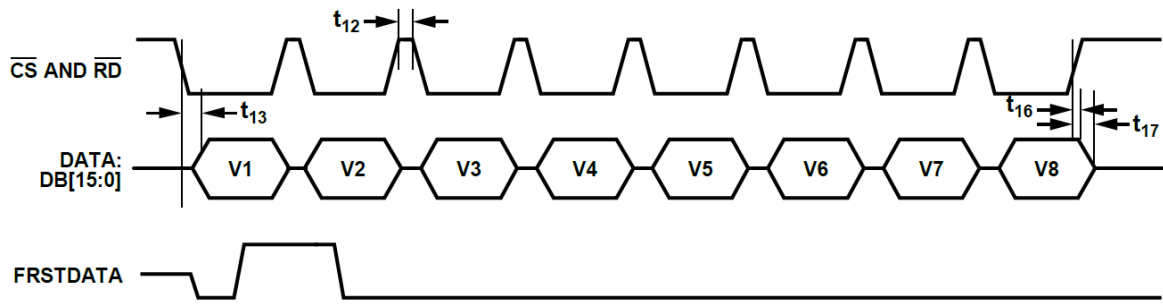 t12
CS AND RD
t13
t16
t17
DATA:
DB[15:0]
V1 V2 V3 V4 V5 V6 V7 V8
FRSTDATA